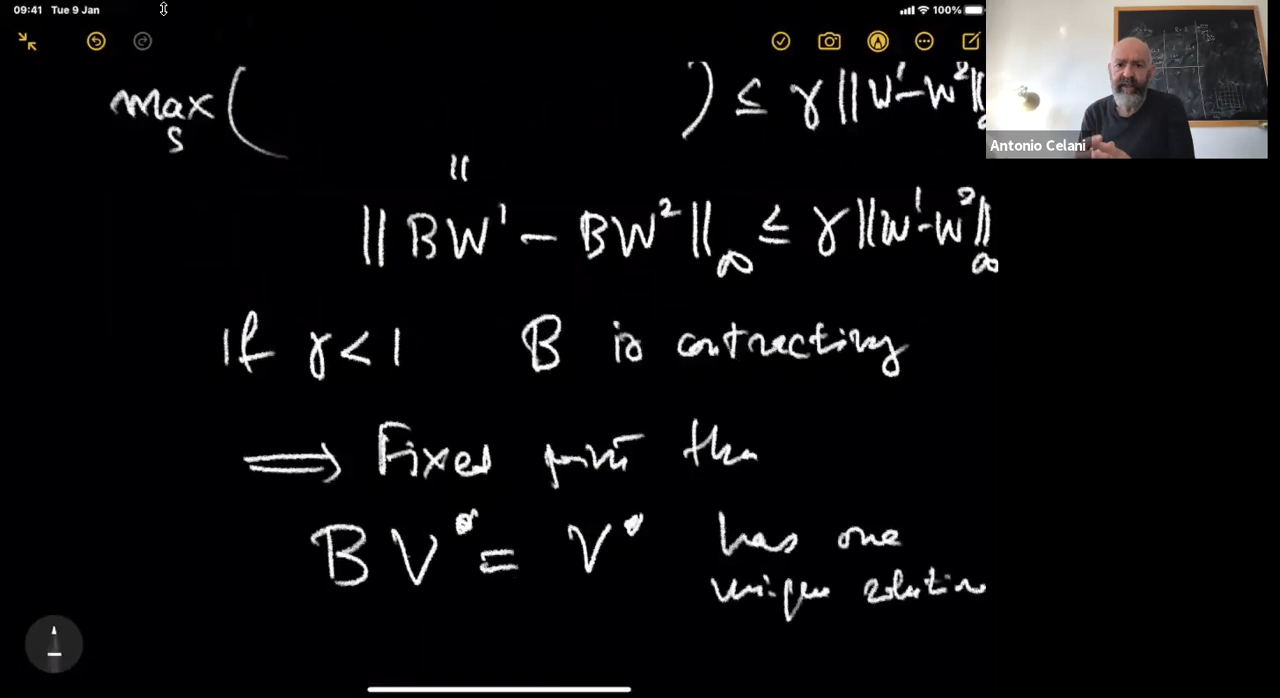 09:41 Tue 9 Jan
100%
max ( ) ≤ γ ||W¹-W²||∞
s
Antonio Celani
||
|| BW¹ - BW² ||∞ ≤ γ ||W¹-W²||∞
If γ < 1 B is contracting
⟹ Fixed point thm
B V* = V* has one
unique solution